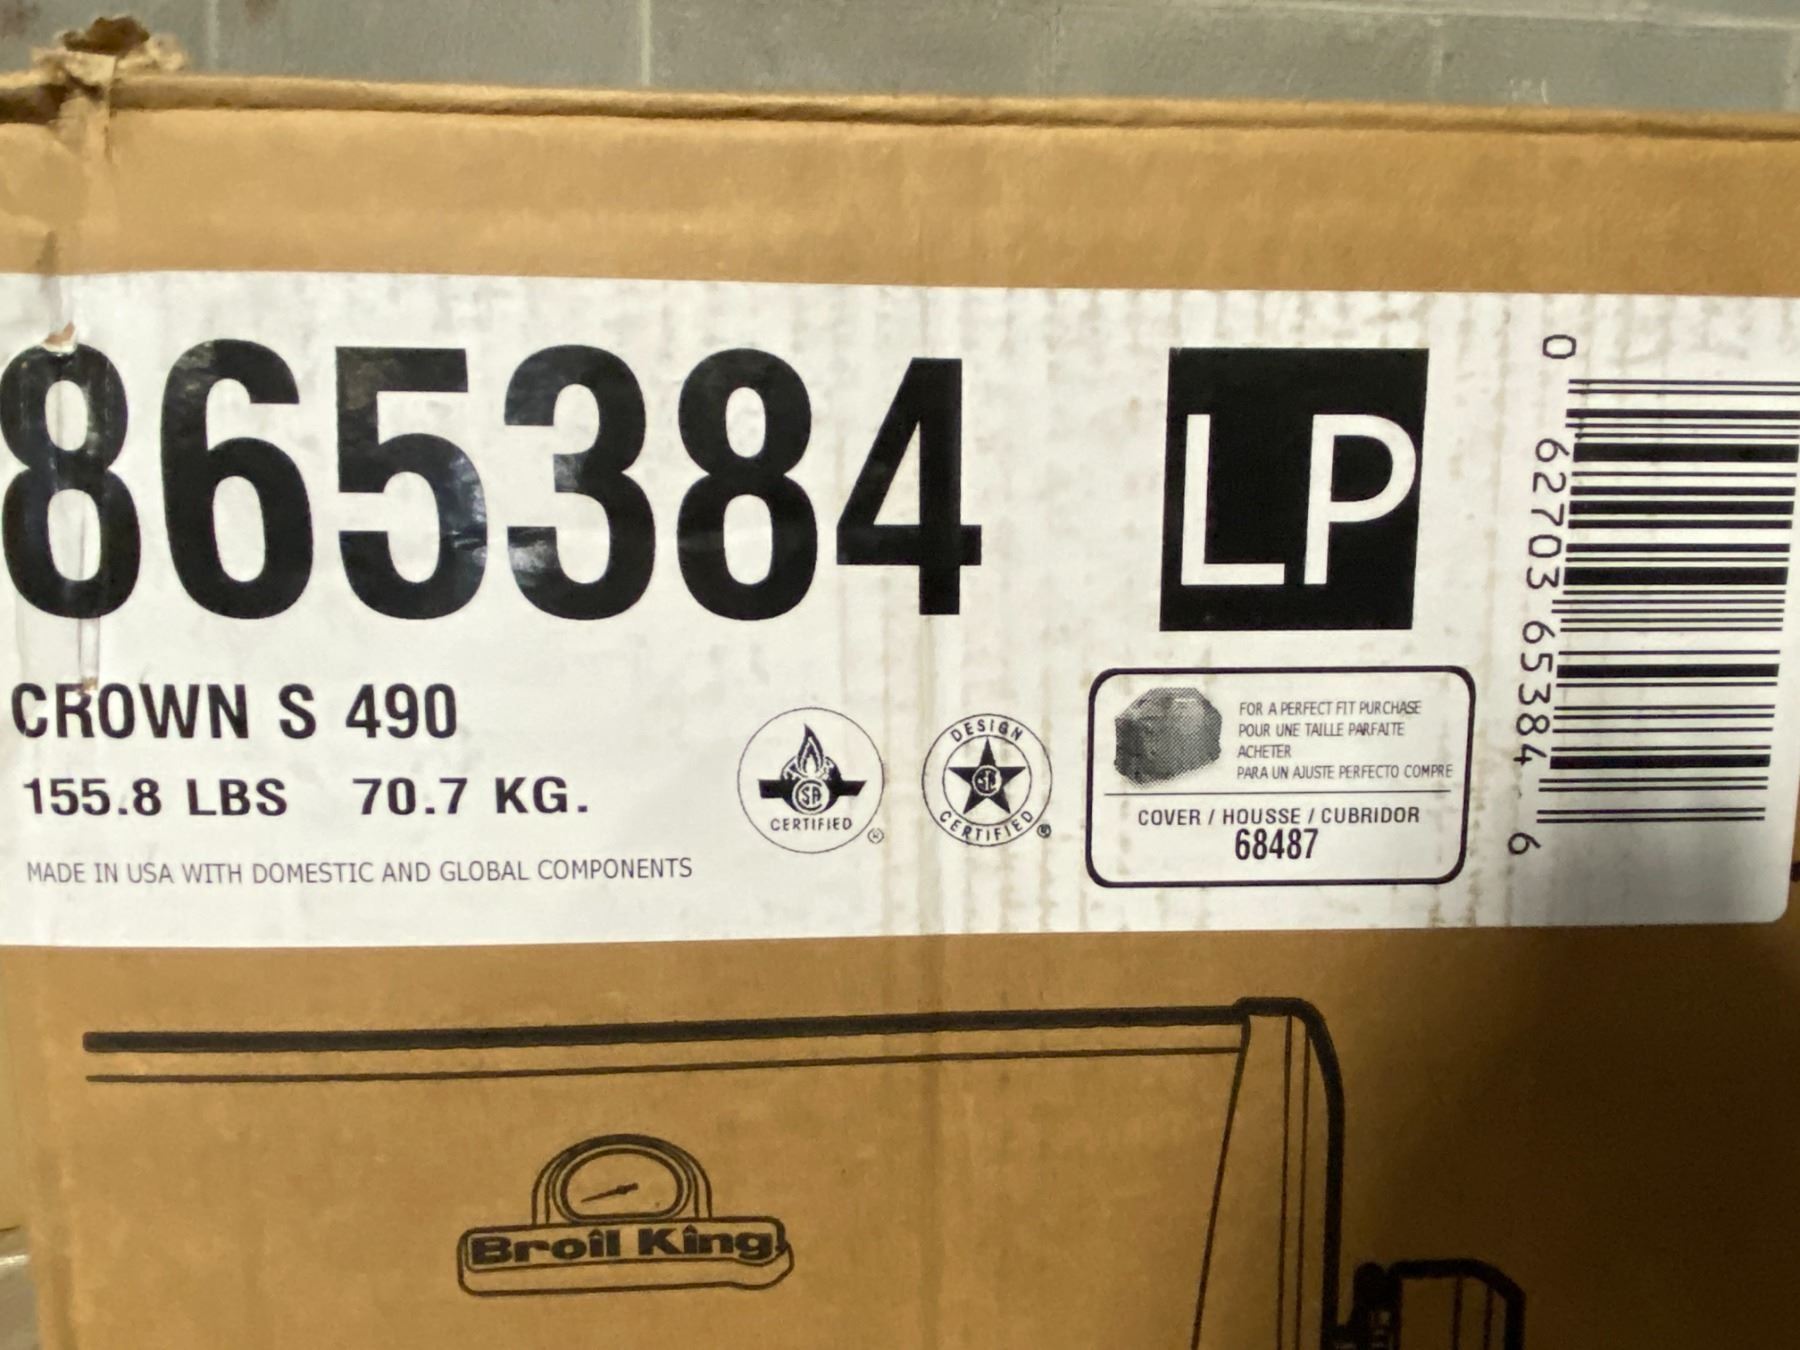 865384
LP
CROWN S 490
155.8 LBS 70.7 KG.
MADE IN USA WITH DOMESTIC AND GLOBAL COMPONENTS
SA
CERTIFIED
®
DESIGN
CERTIFIED
®
FOR A PERFECT FIT PURCHASE
POUR UNE TAILLE PARFAITE
ACHETER
PARA UN AJUSTE PERFECTO COMPRE
COVER / HOUSSE / CUBRIDOR
68487
0 62703 65384 6
Broil King